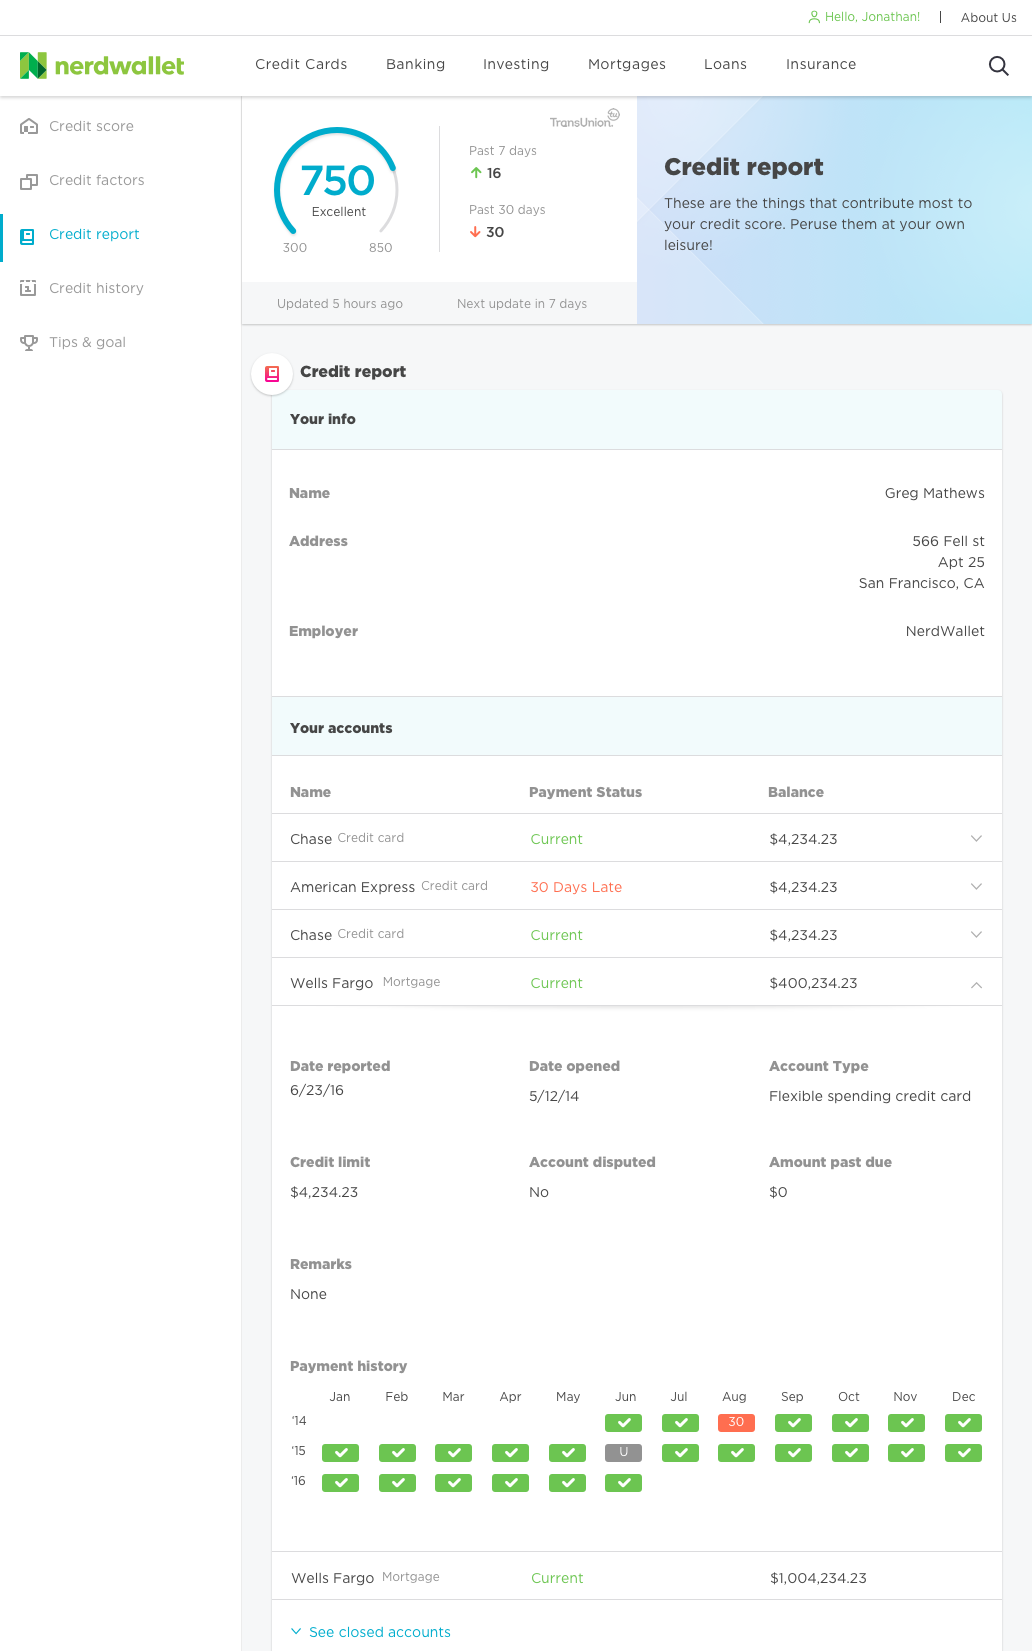 Hello, Jonathan! | About Us
nerdwallet
Credit Cards Banking Investing Mortgages Loans Insurance
Credit score
Credit factors
Credit report
Credit history
Tips & goal
TransUnion. tu
750
Excellent
300 850
Past 7 days
16
Past 30 days
30
Updated 5 hours ago Next update in 7 days
Credit report
These are the things that contribute most to
your credit score. Peruse them at your own
leisure!
Credit report
Your info
Name Greg Mathews
Address 566 Fell st
Apt 25
San Francisco, CA
Employer NerdWallet
Your accounts
Name Payment Status Balance
Chase Credit card Current $4,234.23
American Express Credit card 30 Days Late $4,234.23
Chase Credit card Current $4,234.23
Wells Fargo Mortgage Current $400,234.23
Date reported Date opened Account Type
6/23/16 5/12/14 Flexible spending credit card
Credit limit Account disputed Amount past due
$4,234.23 No $0
Remarks
None
Payment history
Jan Feb Mar Apr May Jun Jul Aug Sep Oct Nov Dec
'14 30
'15 U
'16
Wells Fargo Mortgage Current $1,004,234.23
See closed accounts